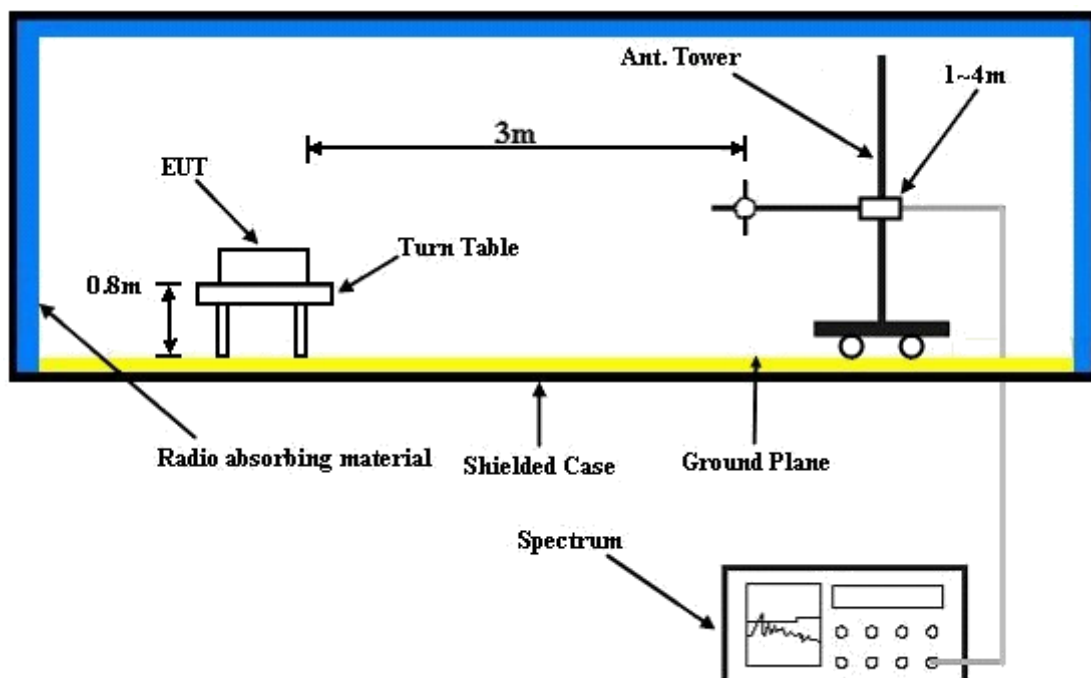 Ant. Tower
1~4m
3m
EUT
Turn Table
0.8m
Radio absorbing material
Shielded Case
Ground Plane
Spectrum